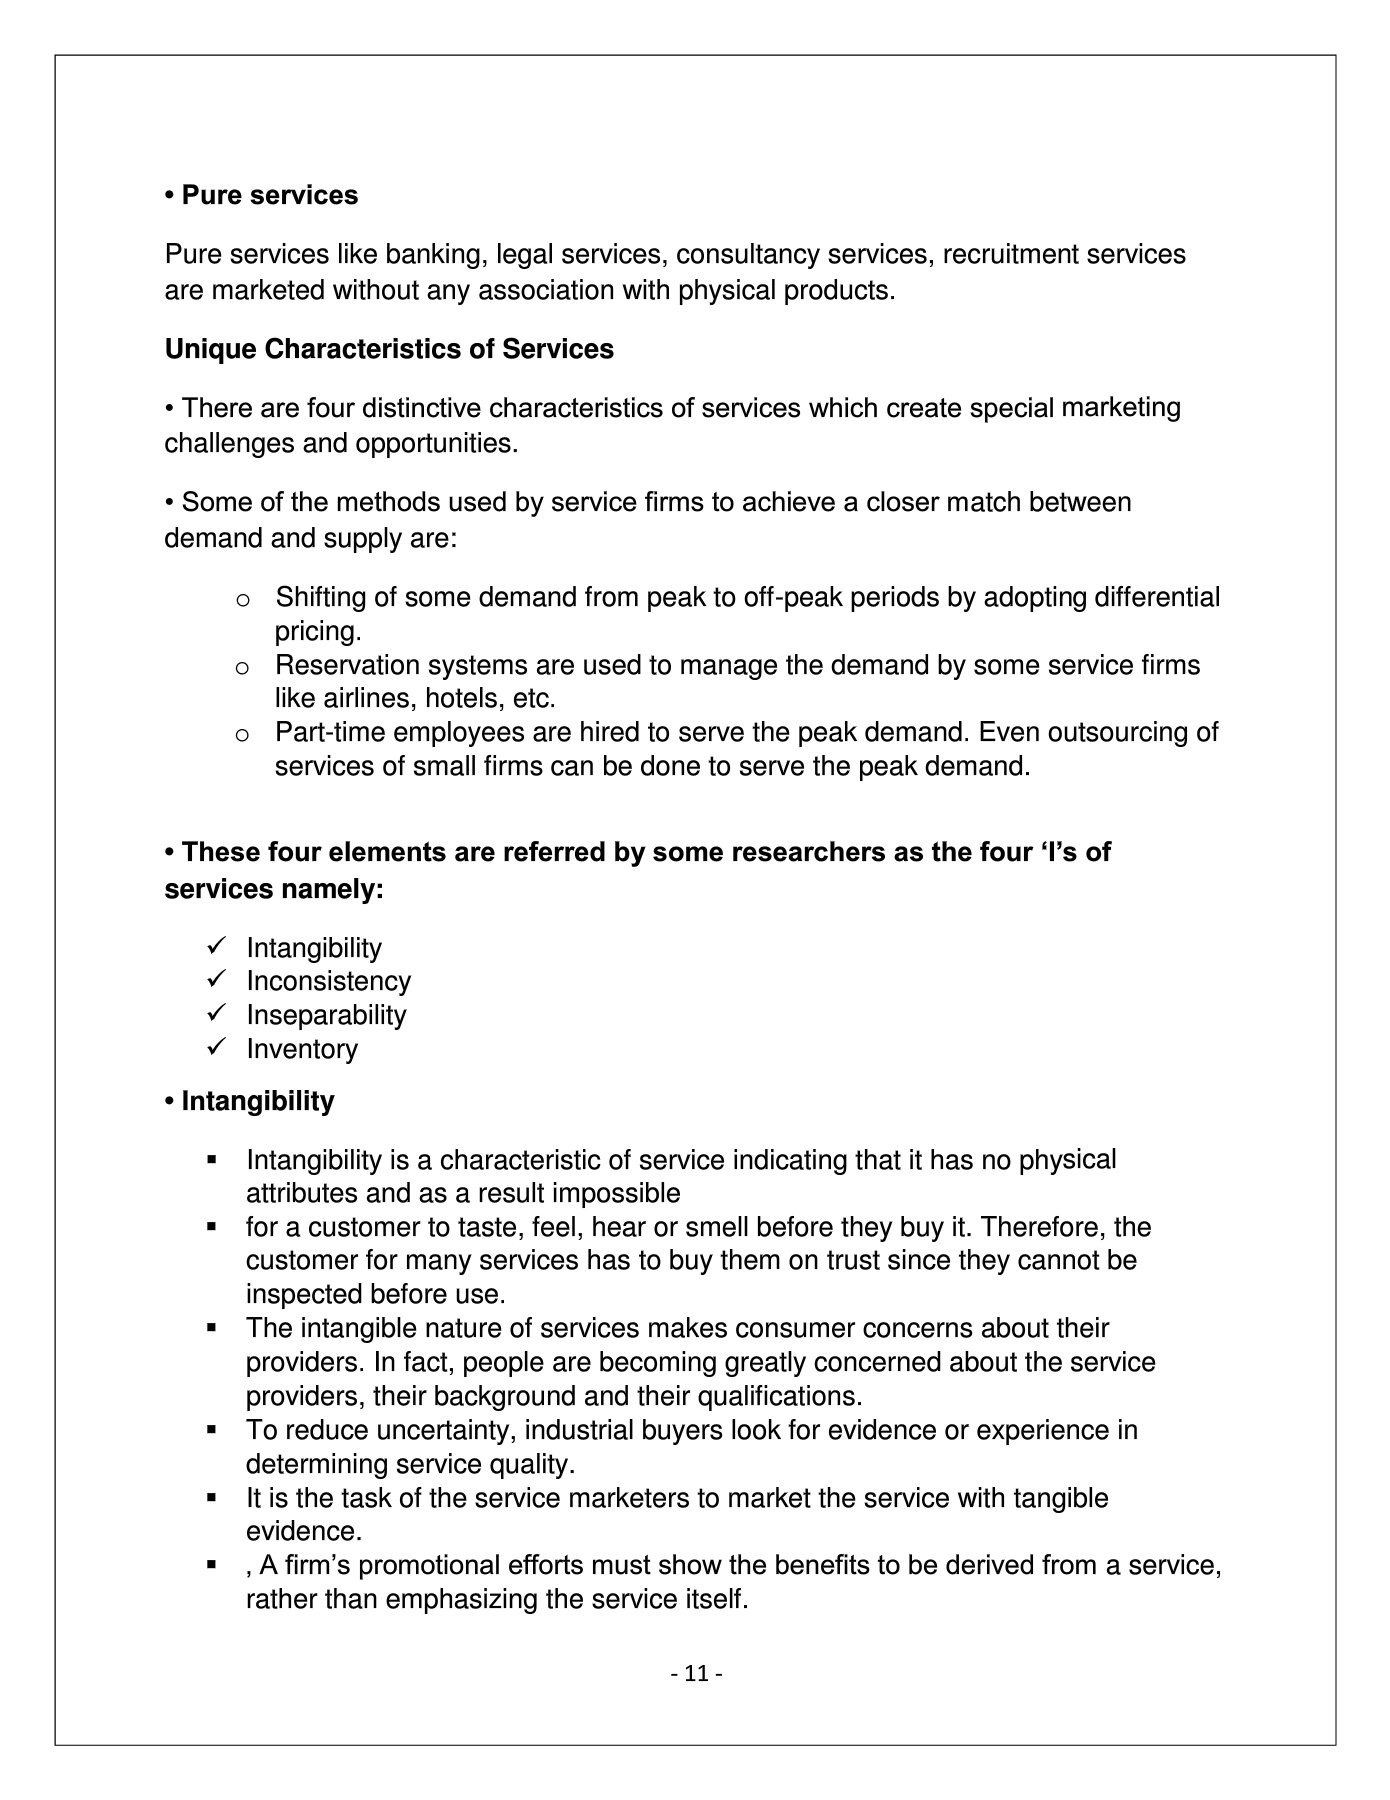 • Pure services
Pure services like banking, legal services, consultancy services, recruitment services
are marketed without any association with physical products.
Unique Characteristics of Services
• There are four distinctive characteristics of services which create special marketing
challenges and opportunities.
• Some of the methods used by service firms to achieve a closer match between
demand and supply are:
o Shifting of some demand from peak to off-peak periods by adopting differential
pricing.
o Reservation systems are used to manage the demand by some service firms
like airlines, hotels, etc.
o Part-time employees are hired to serve the peak demand. Even outsourcing of
services of small firms can be done to serve the peak demand.
• These four elements are referred by some researchers as the four ‘I’s of
services namely:
✓ Intangibility
✓ Inconsistency
✓ Inseparability
✓ Inventory
• Intangibility
▪ Intangibility is a characteristic of service indicating that it has no physical
attributes and as a result impossible
▪ for a customer to taste, feel, hear or smell before they buy it. Therefore, the
customer for many services has to buy them on trust since they cannot be
inspected before use.
▪ The intangible nature of services makes consumer concerns about their
providers. In fact, people are becoming greatly concerned about the service
providers, their background and their qualifications.
▪ To reduce uncertainty, industrial buyers look for evidence or experience in
determining service quality.
▪ It is the task of the service marketers to market the service with tangible
evidence.
▪ , A firm’s promotional efforts must show the benefits to be derived from a service,
rather than emphasizing the service itself.
- 11 -